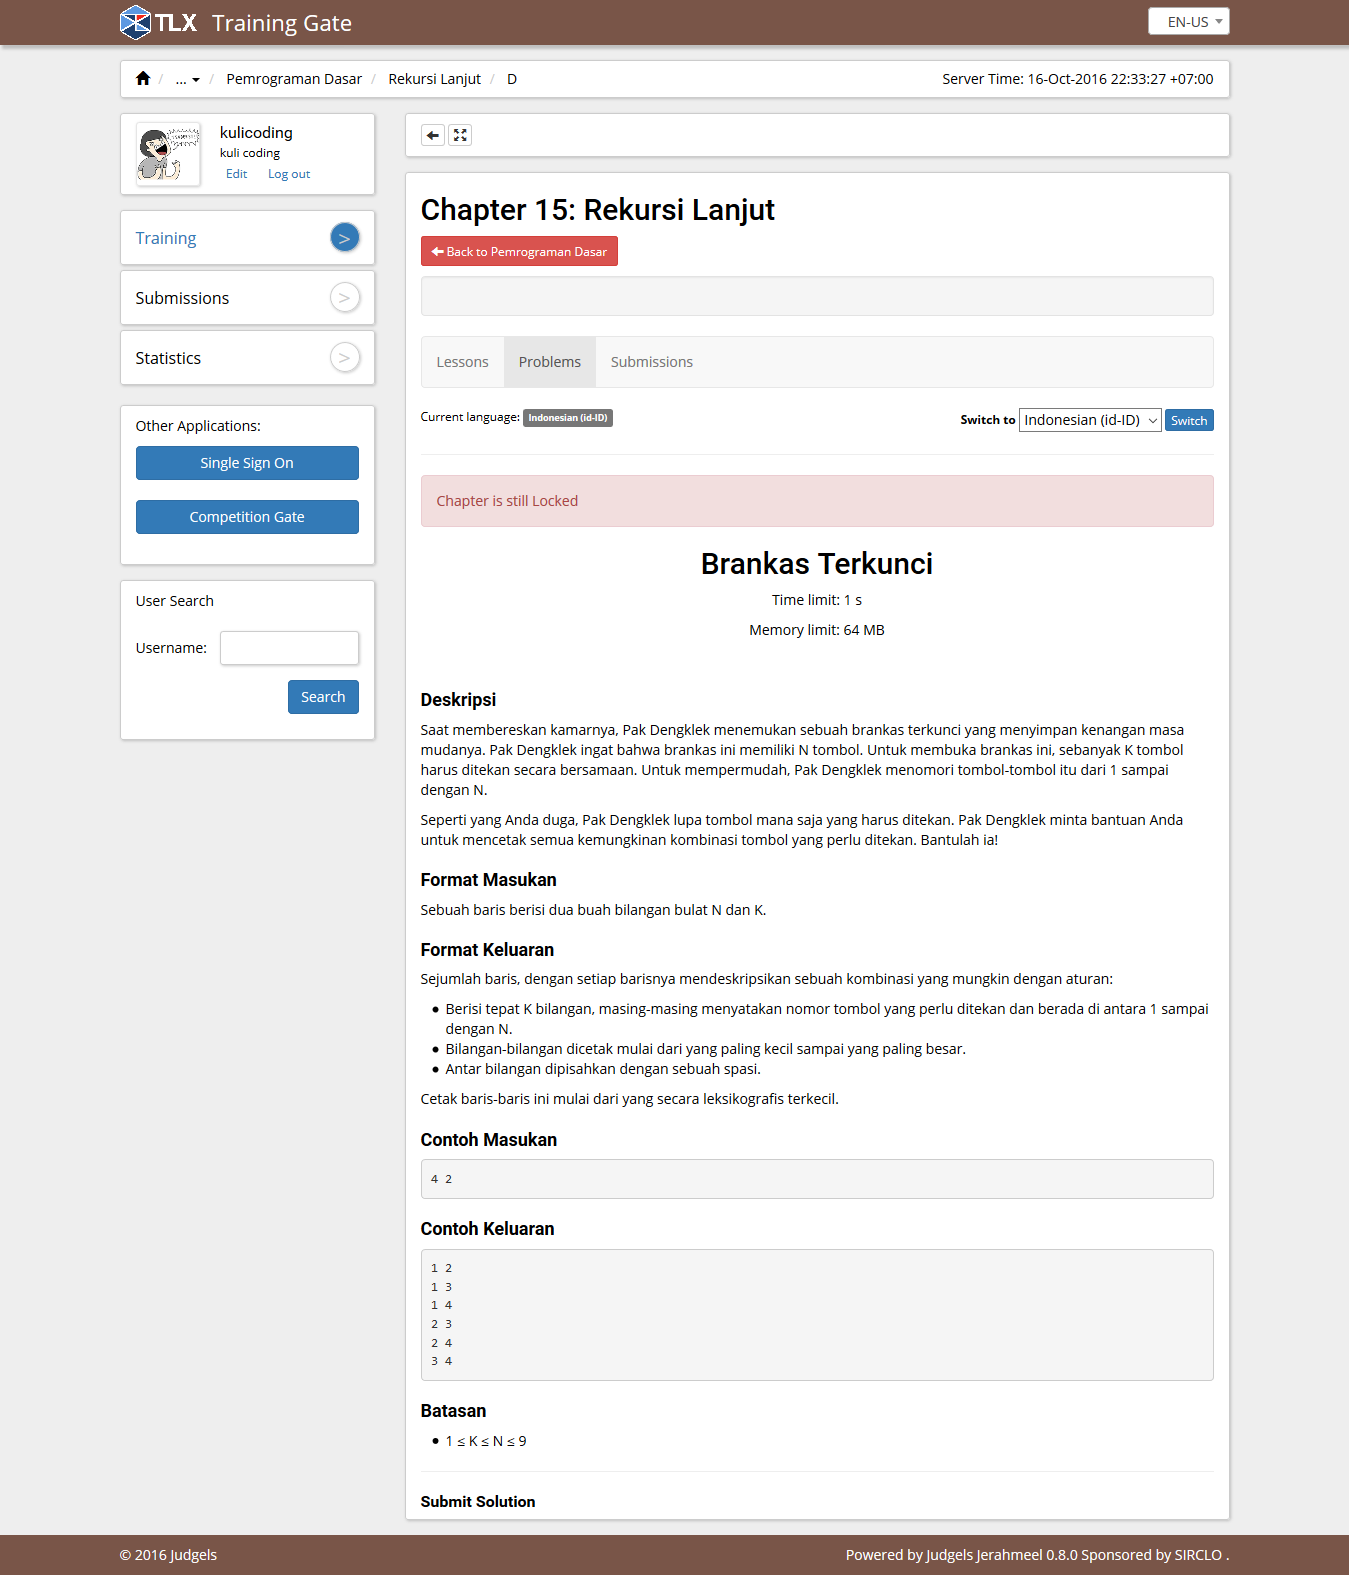 TLX Training Gate
EN-US
... Pemrograman Dasar / Rekursi Lanjut / D
Server Time: 16-Oct-2016 22:33:27 +07:00
kulicoding
kuli coding
Edit Log out
Training >
Submissions >
Statistics >
Other Applications:
Single Sign On
Competition Gate
User Search
Username:
Search
Chapter 15: Rekursi Lanjut
Back to Pemrograman Dasar
Lessons Problems Submissions
Current language: Indonesian (id-ID)
Switch to Indonesian (id-ID) Switch
Chapter is still Locked
Brankas Terkunci
Time limit: 1 s
Memory limit: 64 MB
Deskripsi
Saat membereskan kamarnya, Pak Dengklek menemukan sebuah brankas terkunci yang menyimpan kenangan masa
mudanya. Pak Dengklek ingat bahwa brankas ini memiliki N tombol. Untuk membuka brankas ini, sebanyak K tombol
harus ditekan secara bersamaan. Untuk mempermudah, Pak Dengklek menomori tombol-tombol itu dari 1 sampai
dengan N.
Seperti yang Anda duga, Pak Dengklek lupa tombol mana saja yang harus ditekan. Pak Dengklek minta bantuan Anda
untuk mencetak semua kemungkinan kombinasi tombol yang perlu ditekan. Bantulah ia!
Format Masukan
Sebuah baris berisi dua buah bilangan bulat N dan K.
Format Keluaran
Sejumlah baris, dengan setiap barisnya mendeskripsikan sebuah kombinasi yang mungkin dengan aturan:
• Berisi tepat K bilangan, masing-masing menyatakan nomor tombol yang perlu ditekan dan berada di antara 1 sampai
dengan N.
• Bilangan-bilangan dicetak mulai dari yang paling kecil sampai yang paling besar.
• Antar bilangan dipisahkan dengan sebuah spasi.
Cetak baris-baris ini mulai dari yang secara leksikografis terkecil.
Contoh Masukan
4 2
Contoh Keluaran
1 2
1 3
1 4
2 3
2 4
3 4
Batasan
• 1 ≤ K ≤ N ≤ 9
Submit Solution
© 2016 Judgels
Powered by Judgels Jerahmeel 0.8.0 Sponsored by SIRCLO .